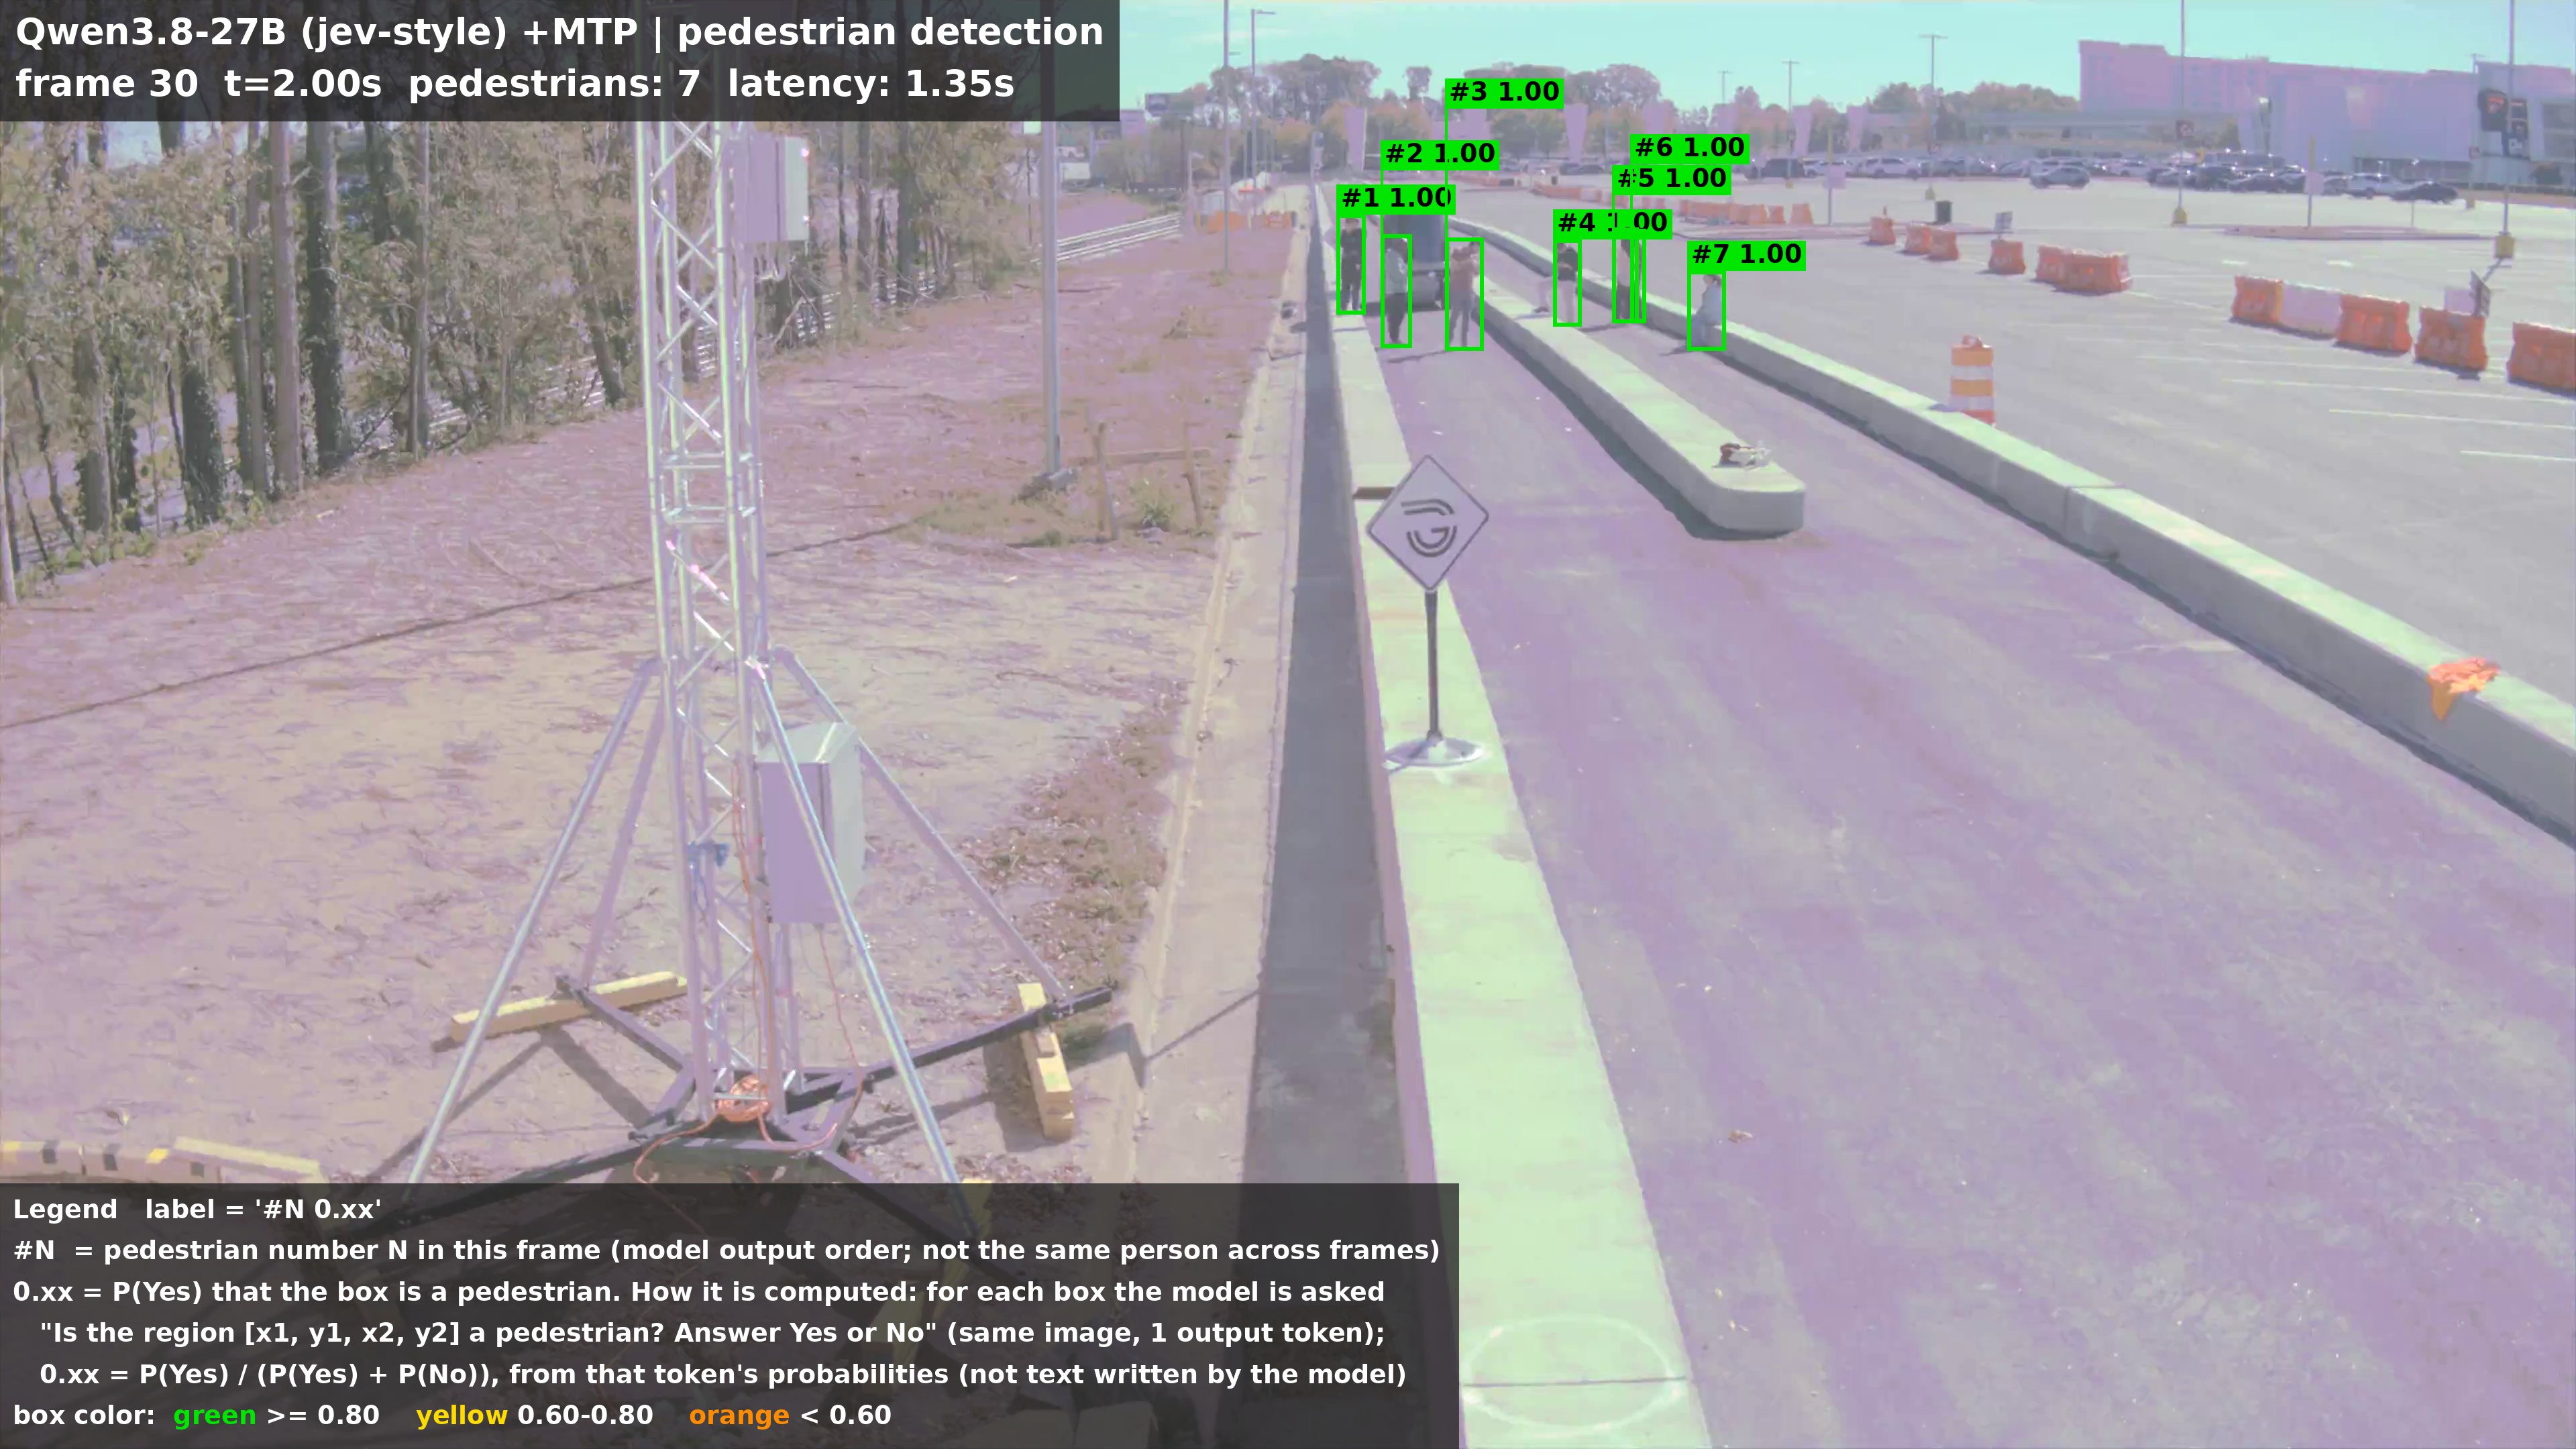 Qwen3.8-27B (jev-style) +MTP | pedestrian detection
frame 30  t=2.00s  pedestrians: 7  latency: 1.35s
#3 1.00
#6 1.00
#2 1.00
#5 1.00
#1 1.00
#4 1.00
#7 1.00
Legend   label = '#N 0.xx'
#N  = pedestrian number N in this frame (model output order; not the same person across frames)
0.xx = P(Yes) that the box is a pedestrian. How it is computed: for each box the model is asked
"Is the region [x1, y1, x2, y2] a pedestrian? Answer Yes or No" (same image, 1 output token);
0.xx = P(Yes) / (P(Yes) + P(No)), from that token's probabilities (not text written by the model)
box color:  green >= 0.80    yellow 0.60-0.80    orange < 0.60